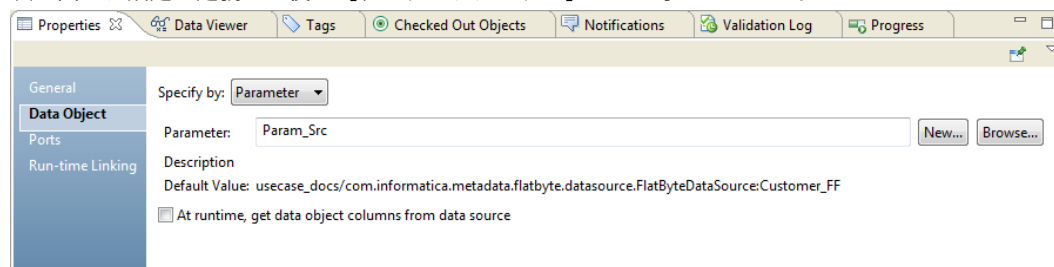 Properties Data Viewer Tags Checked Out Objects Notifications Validation Log Progress
General
Data Object
Ports
Run-time Linking
Specify by: Parameter
Parameter: Param_Src New... Browse...
Description
Default Value: usecase_docs/com.informatica.metadata.flatbyte.datasource.FlatByteDataSource:Customer_FF
At runtime, get data object columns from data source